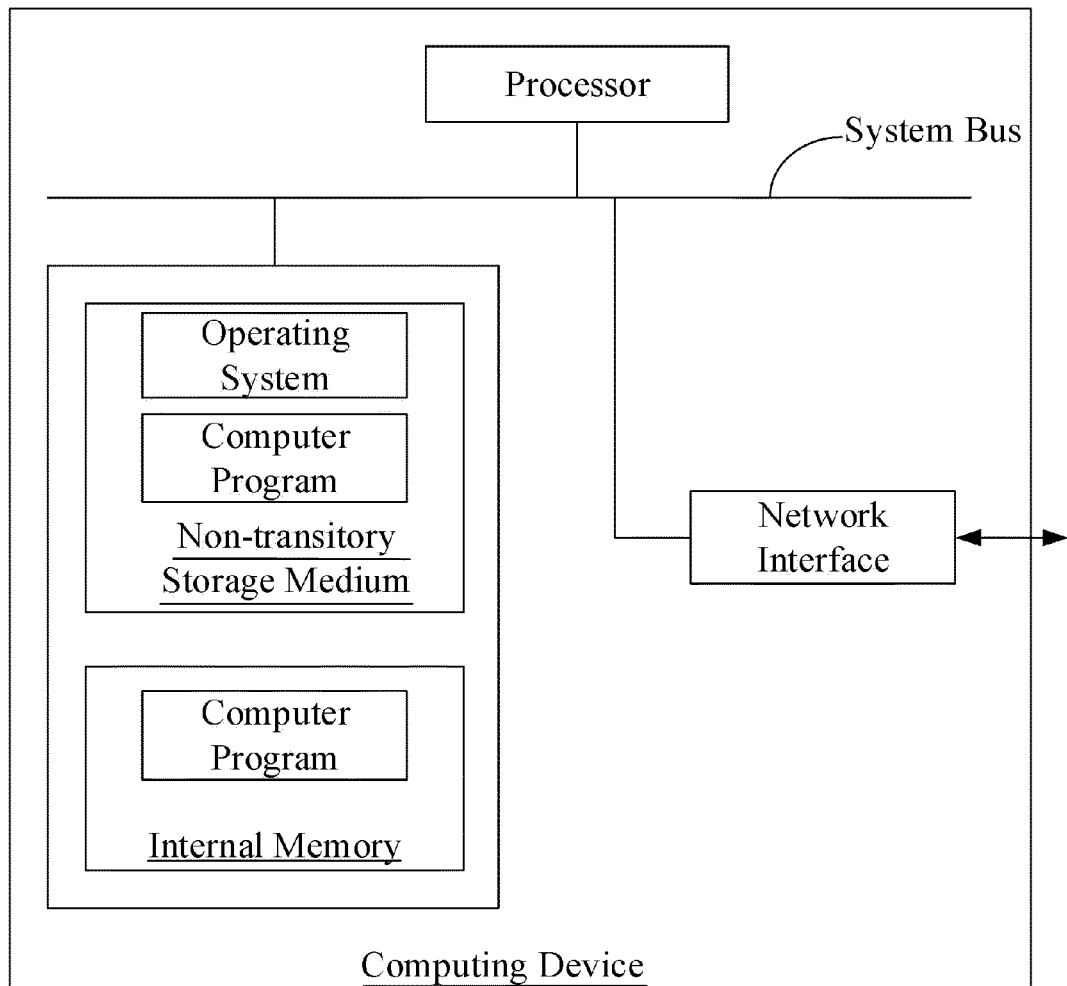 Processor
System Bus
Operating
System
Computer
Program
Non-transitory
Storage Medium
Network
Interface
Computer
Program
Internal Memory
Computing Device